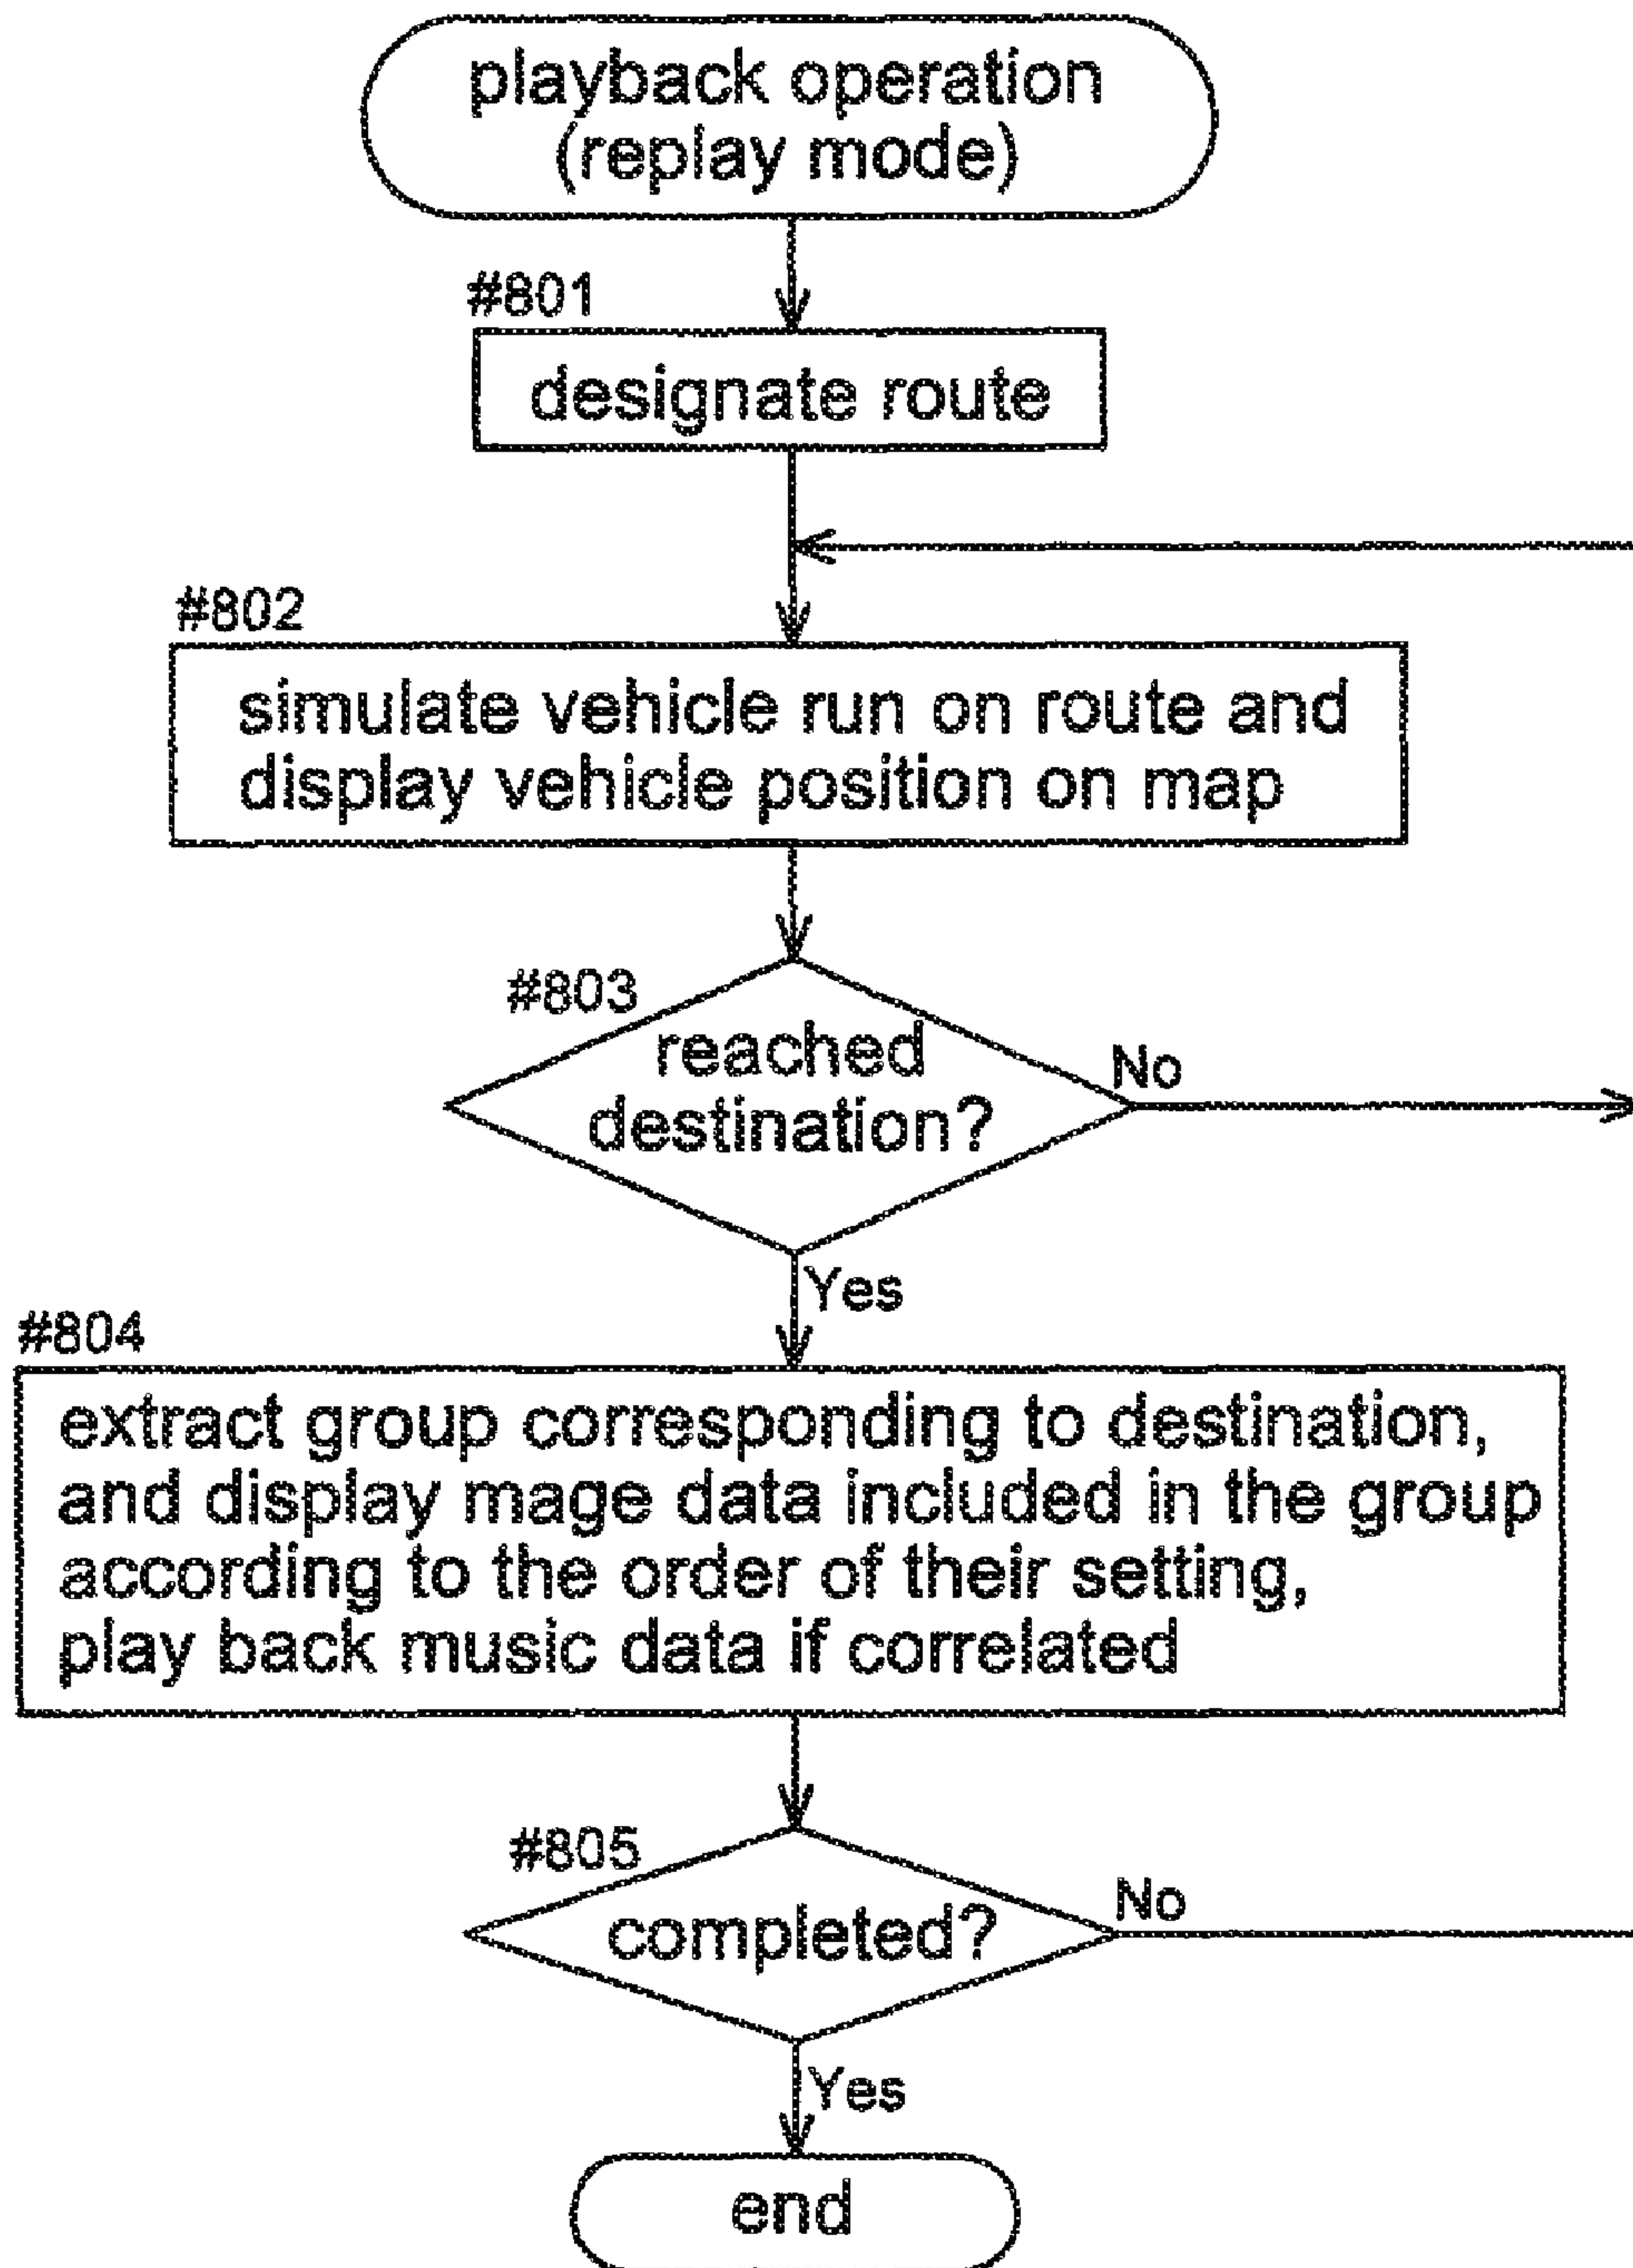 playback operation
(replay mode)
#801
designate route
#802
simulate vehicle run on route and
display vehicle position on map
#803
reached
destination?
No
Yes
#804
extract group corresponding to destination,
and display mage data included in the group
according to the order of their setting,
play back music data if correlated
#805
completed?
No
Yes
end